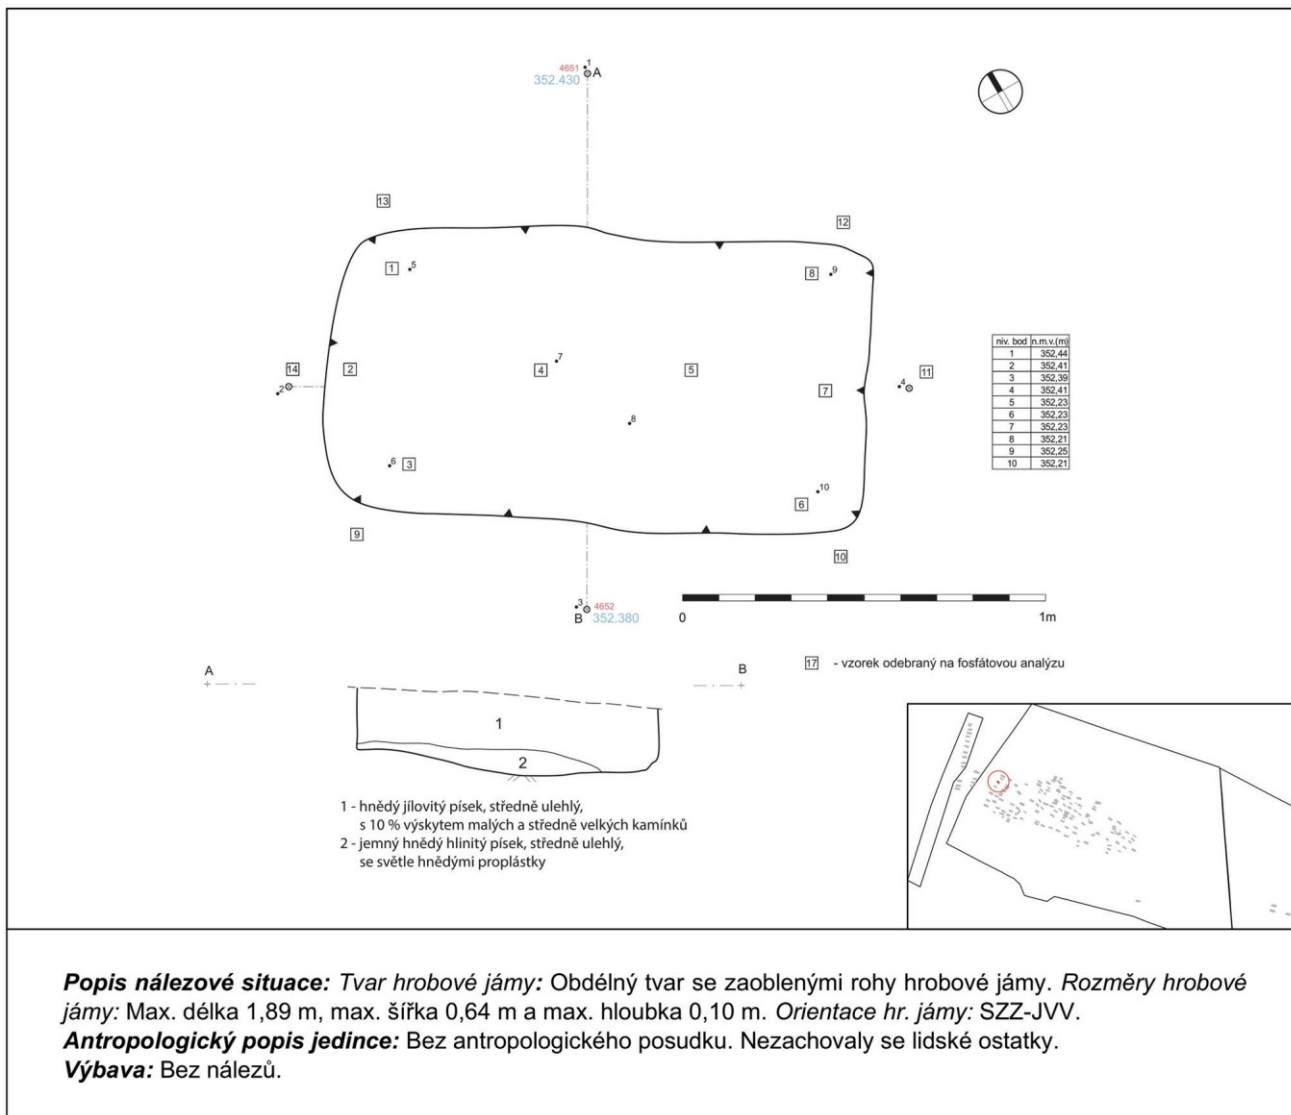 1
4651
A
352.430
13
12
1
5
8
9
7
14
2
4
5
7
4
11
2
8
6
3
10
6
9
10
niv. bod n.m.v.(m)
1 352,44
2 352,41
3 352,39
4 352,41
5 352,23
6 352,23
7 352,23
8 352,21
9 352,25
10 352,21
3
4652
B
352.380
0 1m
17 - vzorek odebraný na fosfátovou analýzu
A B
1
2
1 - hnědý jílovitý písek, středně ulehlý,
s 10 % výskytem malých a středně velkých kamínků
2 - jemný hnědý hlinitý písek, středně ulehlý,
se světle hnědými proplástky
Popis nálezové situace: Tvar hrobové jámy: Obdélný tvar se zaoblenými rohy hrobové jámy. Rozměry hrobové
jámy: Max. délka 1,89 m, max. šířka 0,64 m a max. hloubka 0,10 m. Orientace hr. jámy: SZZ-JVV.
Antropologický popis jedince: Bez antropologického posudku. Nezachovaly se lidské ostatky.
Výbava: Bez nálezů.